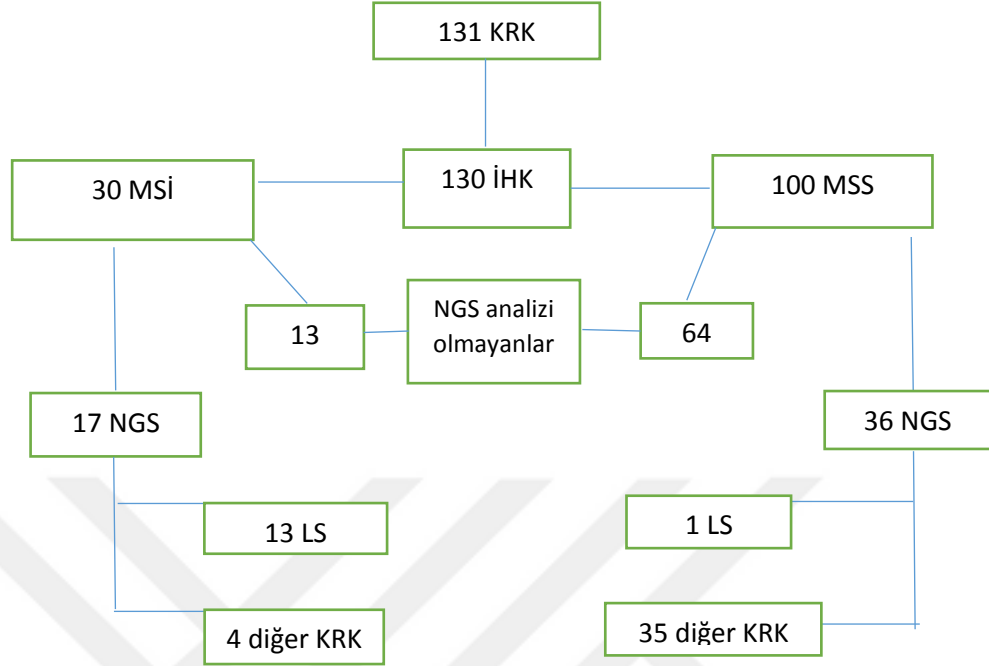 131 KRK
30 MSİ
130 İHK
100 MSS
13
NGS analizi
olmayanlar
64
17 NGS
36 NGS
13 LS
1 LS
4 diğer KRK
35 diğer KRK